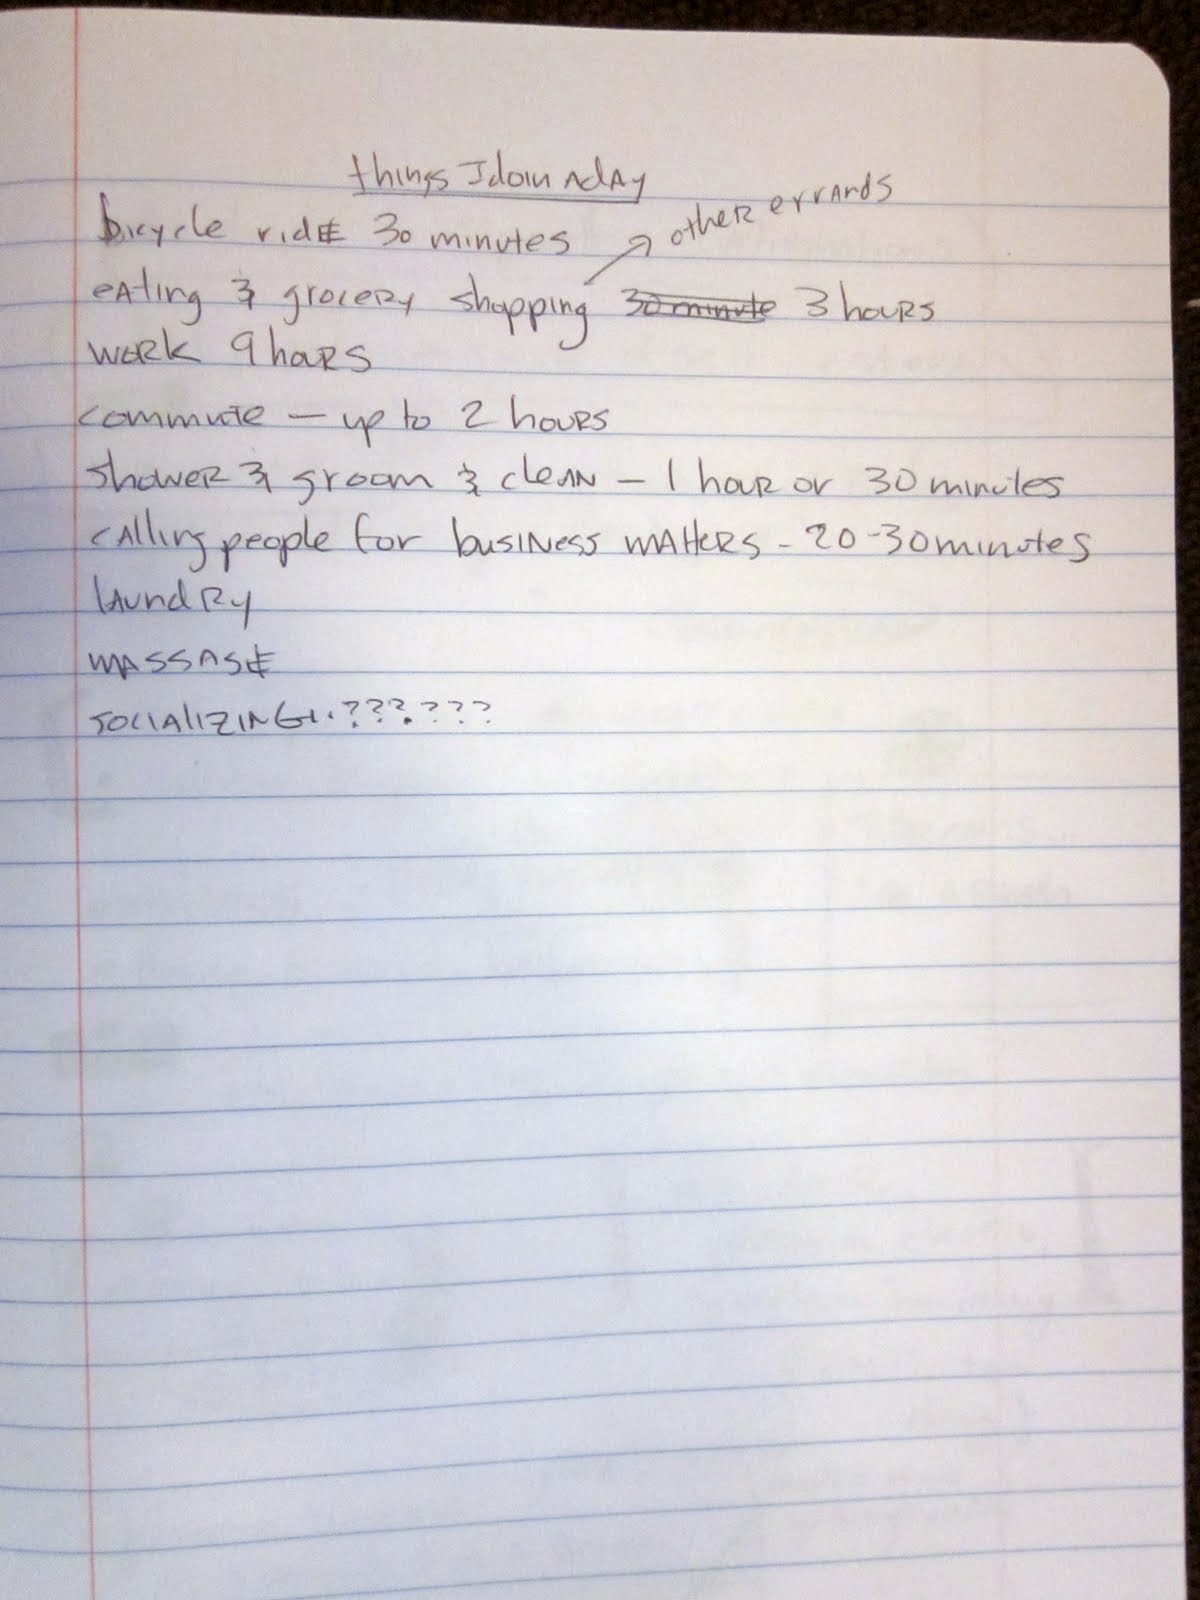 things I do in a day
bicycle ride 30 minutes
other errands
eating & grocery shopping 30 minute 3 hours
work 9 hours
commute — up to 2 hours
shower & groom & clean — 1 hour or 30 minutes
calling people for business matters - 20-30 minutes
laundry
massage
socializing..??????